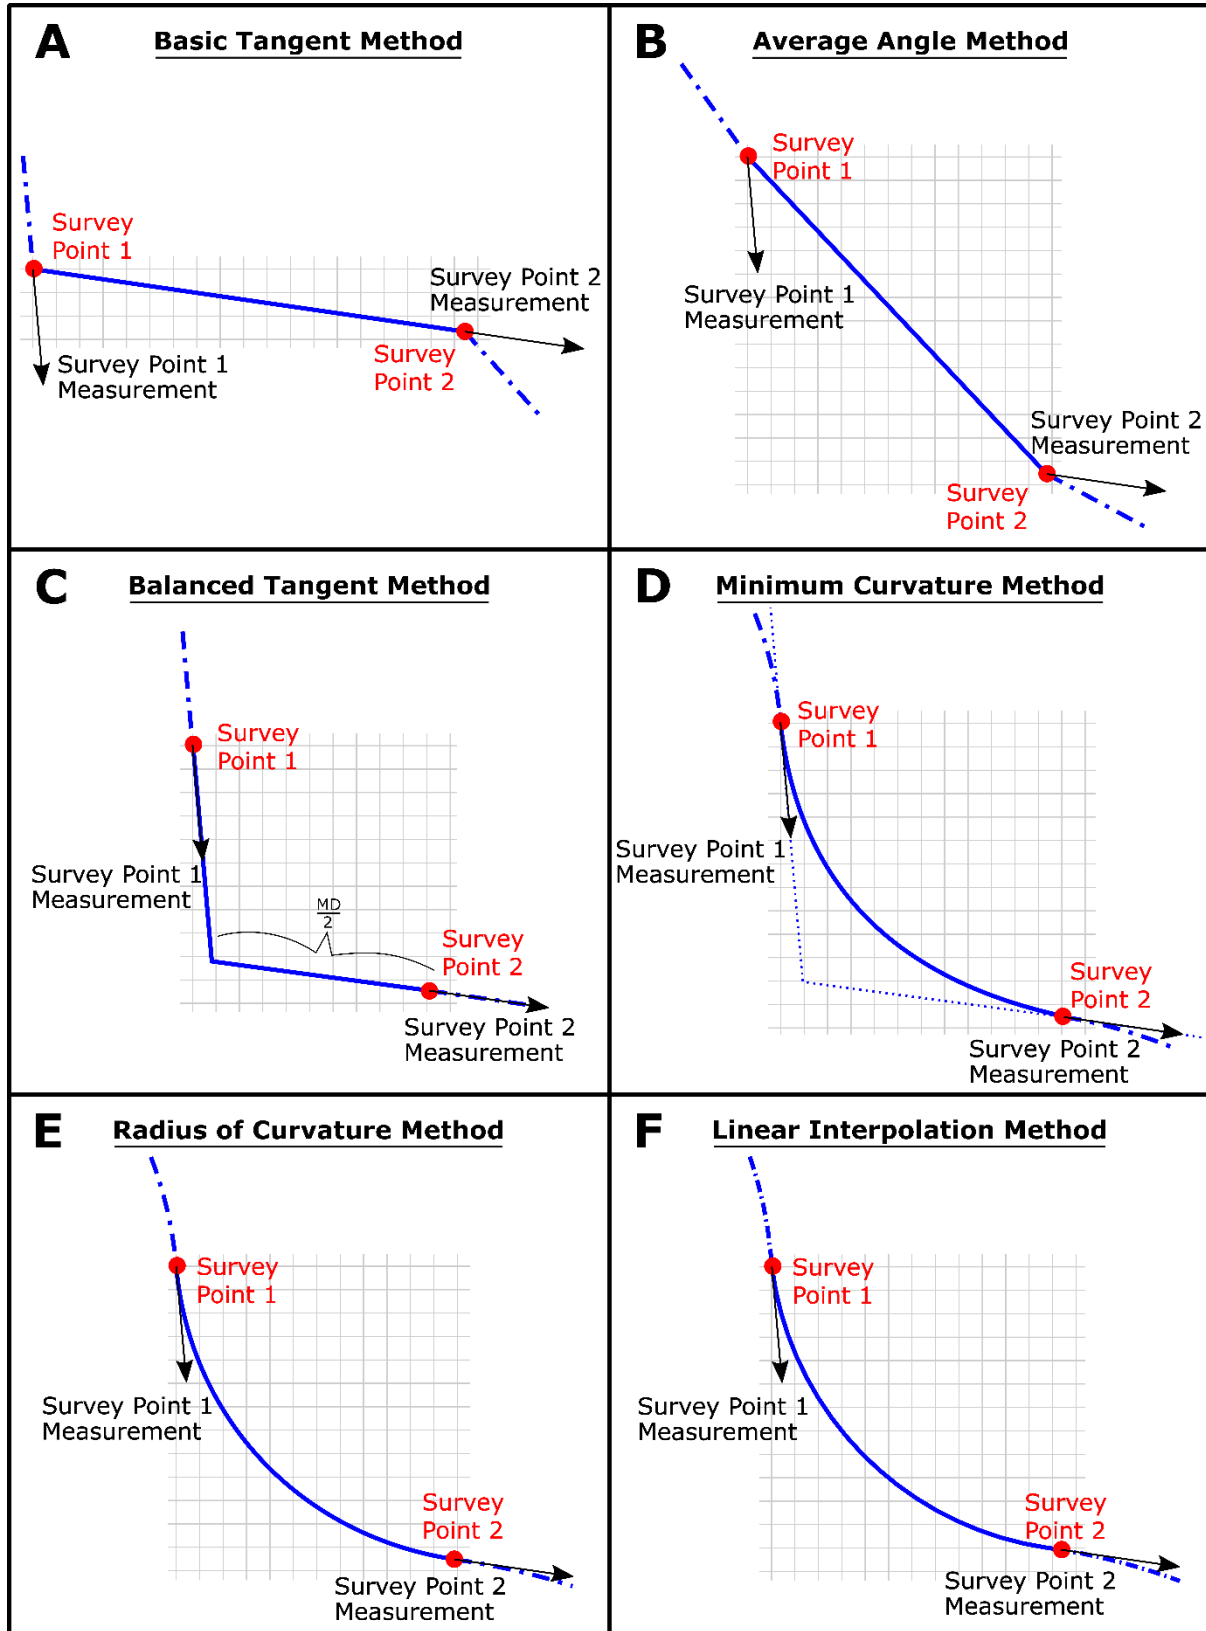 A
Basic Tangent Method
Survey
Point 1
Survey Point 2
Measurement
Survey Point 1
Measurement
Survey
Point 2
B
Average Angle Method
Survey
Point 1
Survey Point 1
Measurement
Survey Point 2
Measurement
Survey
Point 2
C
Balanced Tangent Method
Survey
Point 1
Survey Point 1
Measurement
MD
2
Survey
Point 2
Survey Point 2
Measurement
D
Minimum Curvature Method
Survey
Point 1
Survey Point 1
Measurement
Survey
Point 2
Survey Point 2
Measurement
E
Radius of Curvature Method
Survey
Point 1
Survey Point 1
Measurement
Survey
Point 2
Survey Point 2
Measurement
F
Linear Interpolation Method
Survey
Point 1
Survey Point 1
Measurement
Survey
Point 2
Survey Point 2
Measurement